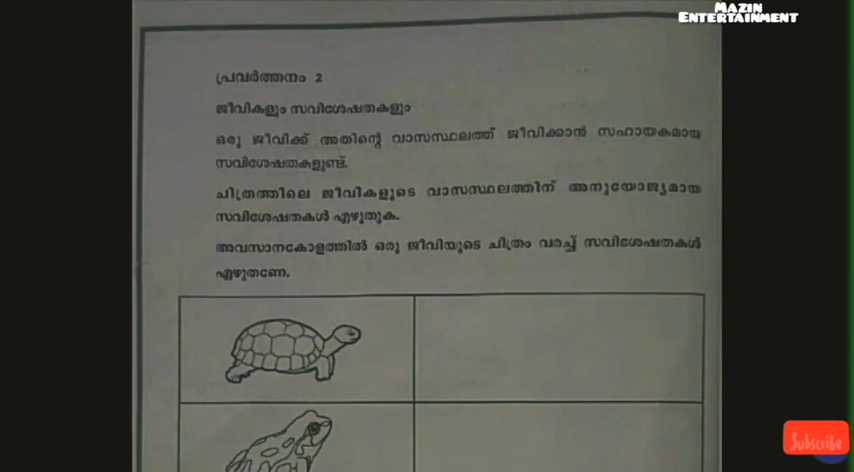 Mazin
Entertainment
പ്രവർത്തനം 2
ജീവികളും സവിശേഷതകളും
ഒരു ജീവിക്ക് അതിന്റെ വാസസ്ഥലത്ത് ജീവിക്കാൻ സഹായകമായ
സവിശേഷതകളുണ്ട്.
ചിത്രത്തിലെ ജീവികളുടെ വാസസ്ഥലത്തിന് അനുയോജ്യമായ
സവിശേഷതകൾ എഴുതുക.
അവസാനകോളത്തിൽ ഒരു ജീവിയുടെ ചിത്രം വരച്ച് സവിശേഷതകൾ
എഴുതണേ.
Subscribe